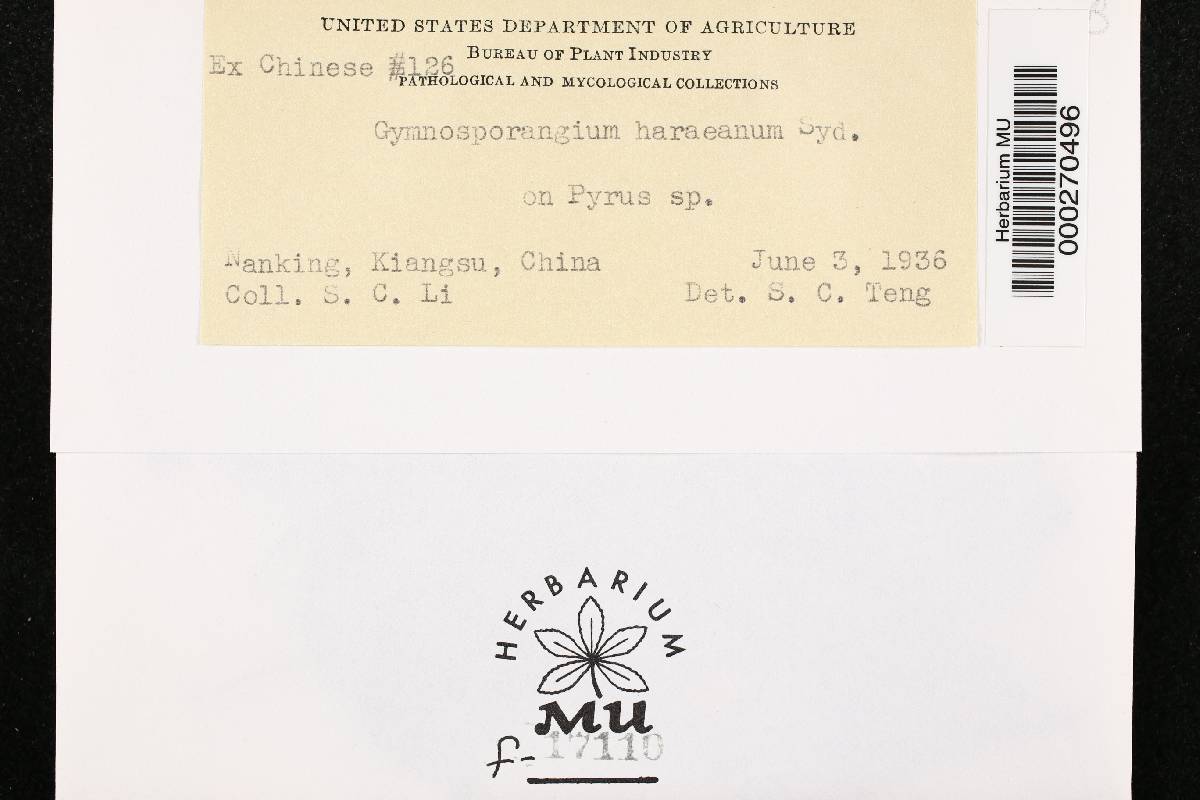 UNITED STATES DEPARTMENT OF AGRICULTURE
BUREAU OF PLANT INDUSTRY
Ex Chinese #126
PATHOLOGICAL AND MYCOLOGICAL COLLECTIONS
Gymnosporangium haraeanum Syd.
on Pyrus sp.
Nanking, Kiangsu, China June 3, 1936
Coll. S. C. Li Det. S. C. Teng
Herbarium MU
000270496
HERBARIUM
MU
f-17110